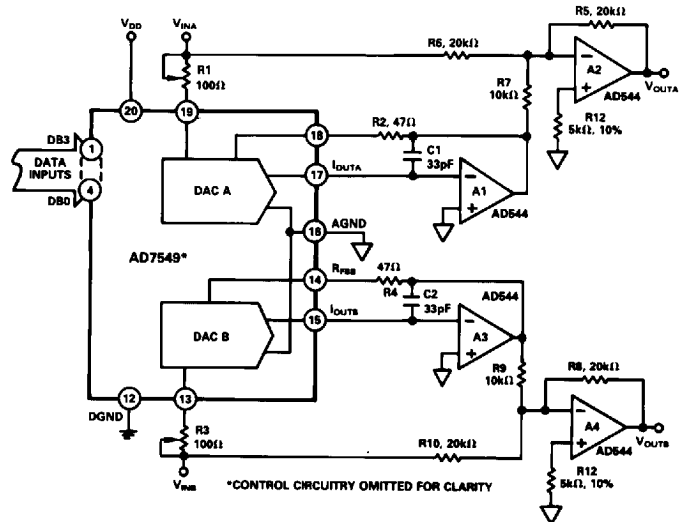 VDD
VINA
R1
100Ω
R6, 20kΩ
R5, 20kΩ
R7
10kΩ
A2
AD544
VOUTA
R12
5kΩ, 10%
20
19
DB3
1
DATA
INPUTS
4
DB0
DAC A
18
R2, 47Ω
C1
33pF
17
IOUTA
A1
AD544
16
AGND
AD7549*
14
RFBB
47Ω
R4
C2
33pF
AD544
15
IOUTB
A3
DAC B
R9
10kΩ
R8, 20kΩ
12
DGND
13
R3
100Ω
R10, 20kΩ
A4
AD544
VOUTB
VINB
R12
5kΩ, 10%
*CONTROL CIRCUITRY OMITTED FOR CLARITY